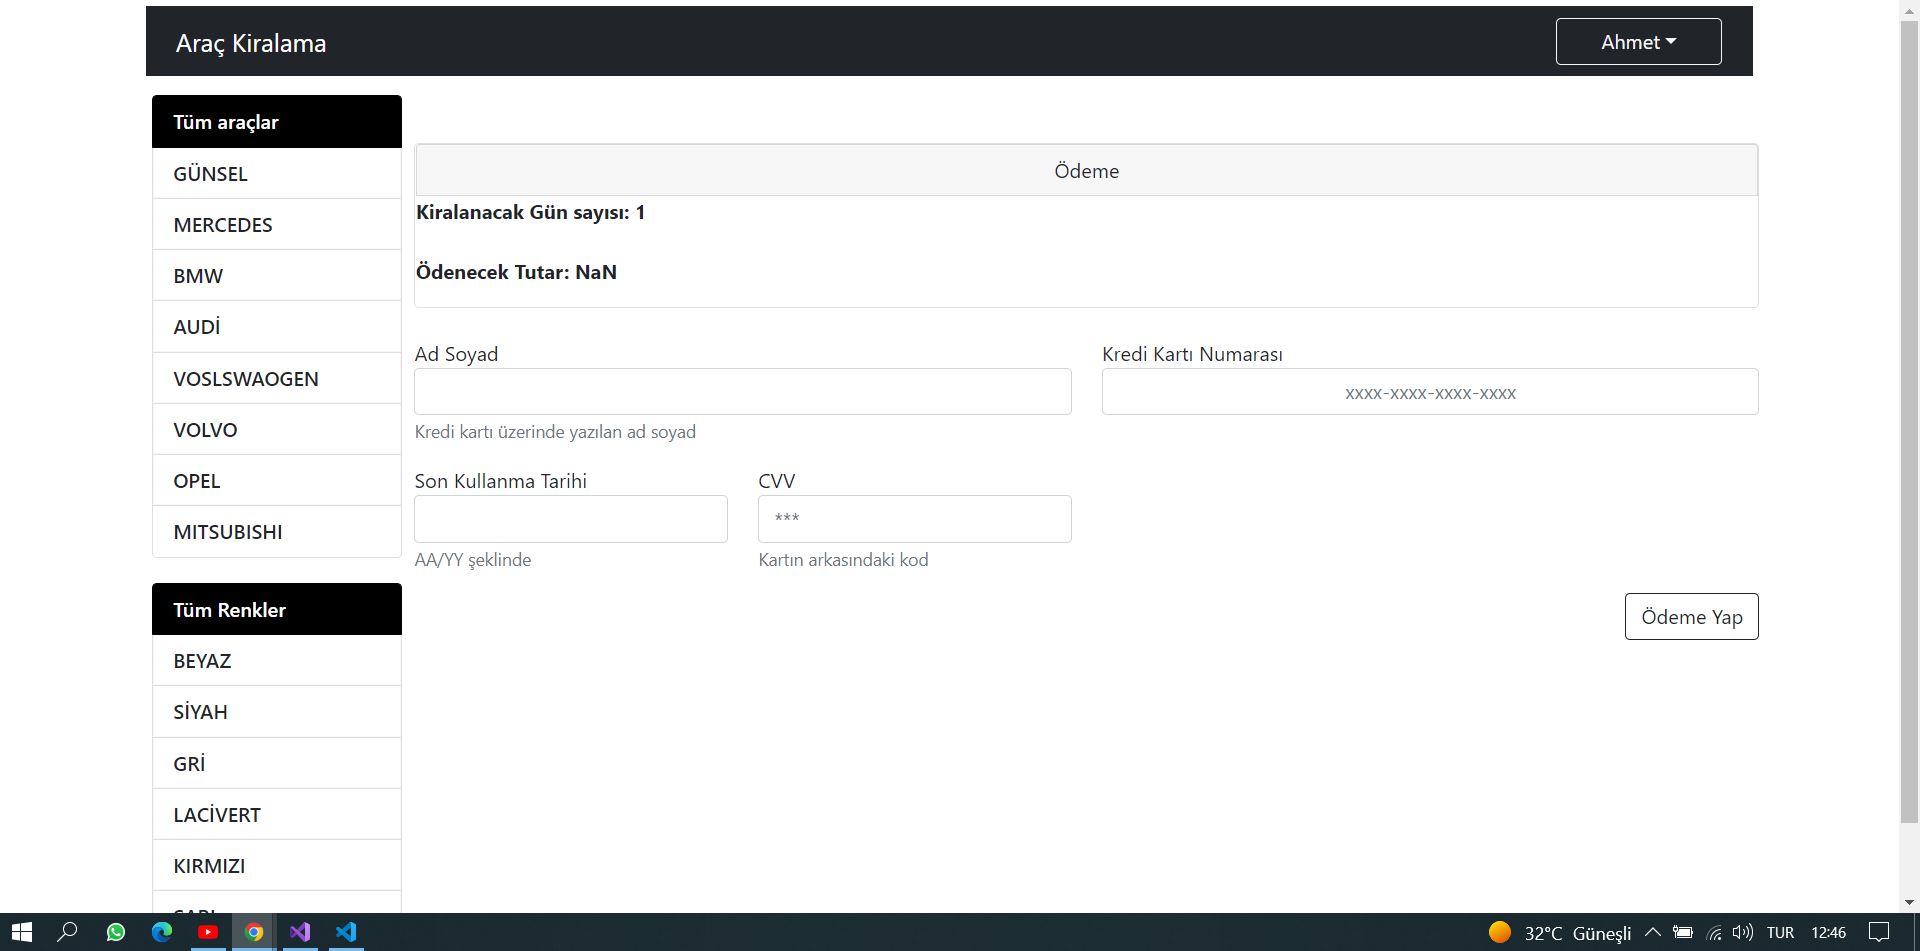 Araç Kiralama
Ahmet
Tüm araçlar
GÜNSEL
MERCEDES
BMW
AUDİ
VOSLSWAOGEN
VOLVO
OPEL
MITSUBISHI
Tüm Renkler
BEYAZ
SİYAH
GRİ
LACİVERT
KIRMIZI
Ödeme
Kiralanacak Gün sayısı: 1
Ödenecek Tutar: NaN
Ad Soyad
Kredi kartı üzerinde yazılan ad soyad
Kredi Kartı Numarası
xxxx-xxxx-xxxx-xxxx
Son Kullanma Tarihi
AA/YY şeklinde
CVV
***
Kartın arkasındaki kod
Ödeme Yap
32°C Güneşli
TUR
12:46